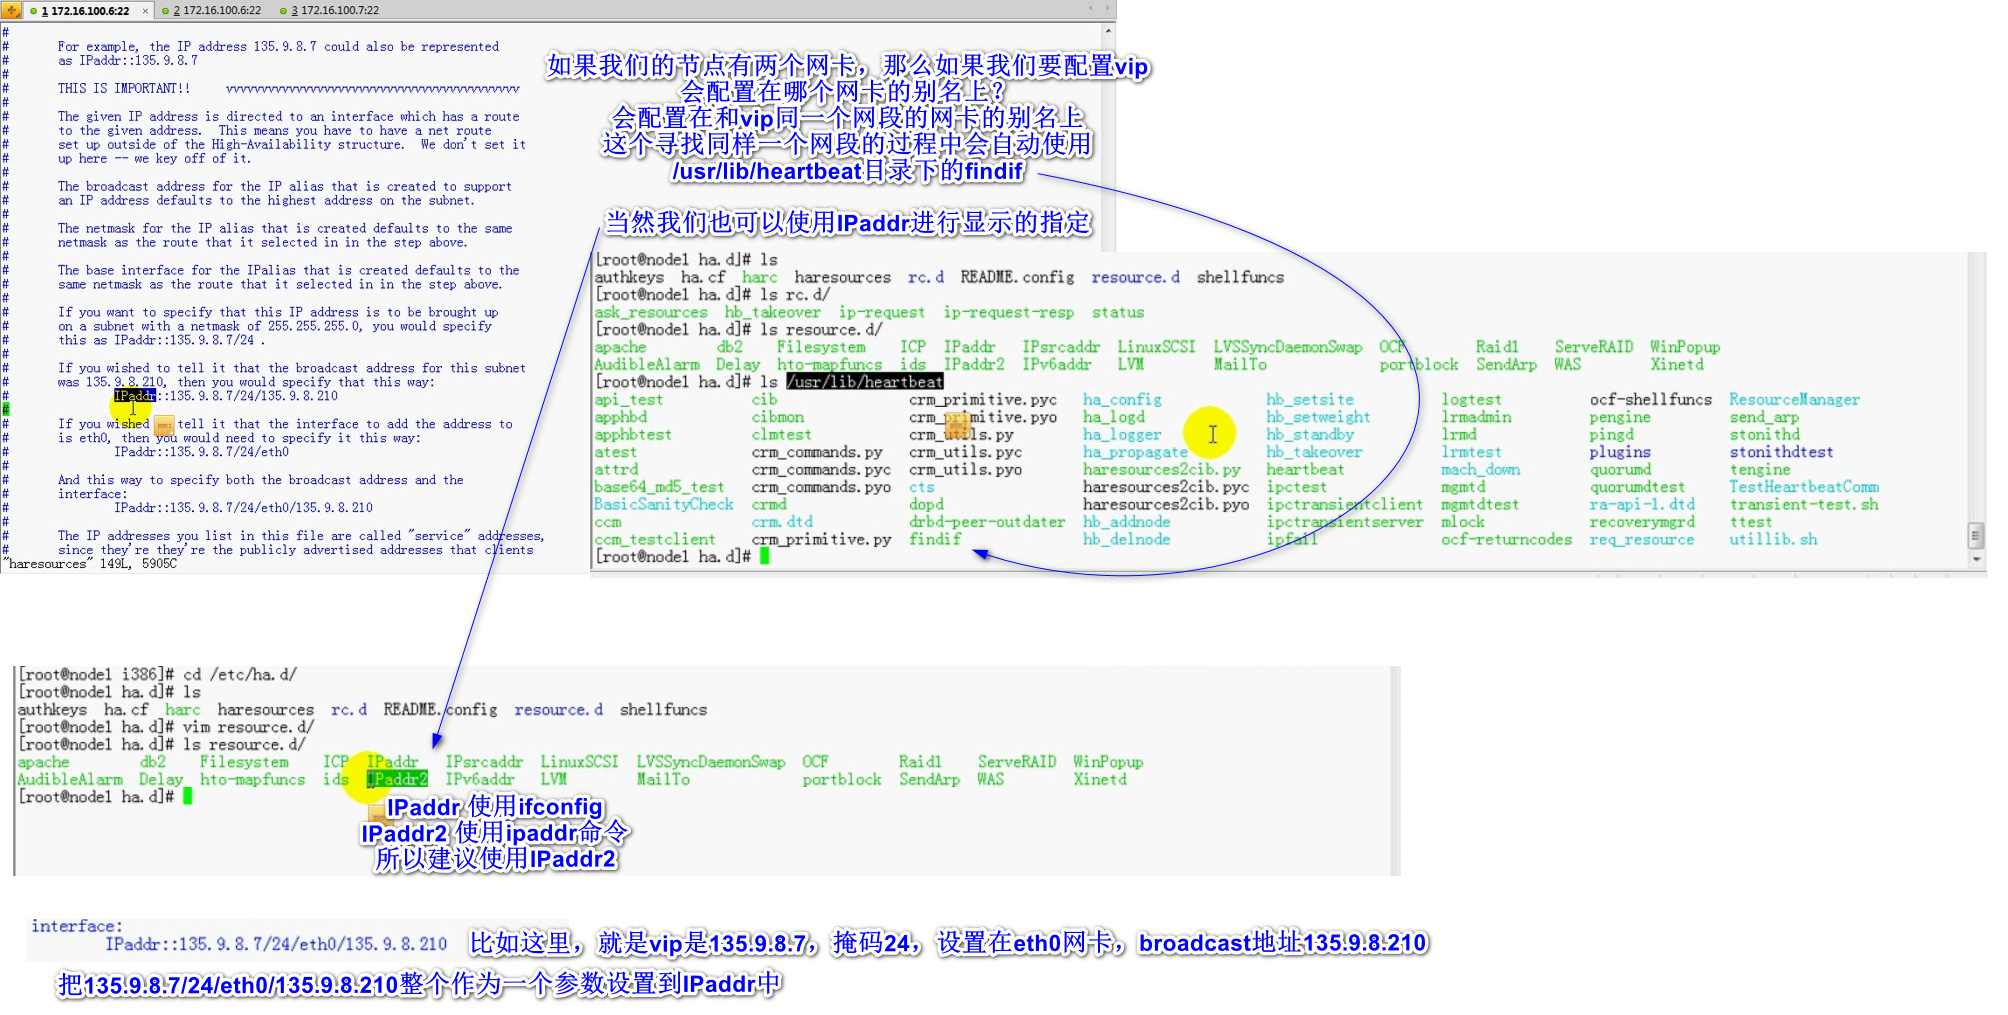 1 172.16.100.6:22 × 2 172.16.100.6:22 3 172.16.100.7:22
#
# For example, the IP address 135.9.8.7 could also be represented
# as IPaddr::135.9.8.7
#
# THIS IS IMPORTANT!! vvvvvvvvvvvvvvvvvvvvvvvvvvvvvvvvvvvvvvvvvv
#
# The given IP address is directed to an interface which has a route
# to the given address. This means you have to have a net route
# set up outside of the High-Availability structure. We don't set it
# up here -- we key off of it.
#
# The broadcast address for the IP alias that is created to support
# an IP address defaults to the highest address on the subnet.
#
# The netmask for the IP alias that is created defaults to the same
# netmask as the route that it selected in in the step above.
#
# The base interface for the IPalias that is created defaults to the
# same netmask as the route that it selected in in the step above.
#
# If you want to specify that this IP address is to be brought up
# on a subnet with a netmask of 255.255.255.0, you would specify
# this as IPaddr::135.9.8.7/24 .
#
# If you wished to tell it that the broadcast address for this subnet
# was 135.9.8.210, then you would specify that this way:
# IPaddr::135.9.8.7/24/135.9.8.210
#
# If you wished tell it that the interface to add the address to
# is eth0, then you would need to specify it this way:
# IPaddr::135.9.8.7/24/eth0
#
# And this way to specify both the broadcast address and the
# interface:
# IPaddr::135.9.8.7/24/eth0/135.9.8.210
#
# The IP addresses you list in this file are called "service" addresses,
# since they're they're the publicly advertised addresses that clients
"haresources" 149L, 5905C
如果我们的节点有两个网卡，那么如果我们要配置vip
会配置在哪个网卡的别名上？
会配置在和vip同一个网段的网卡的别名上
这个寻找同样一个网段的过程中会自动使用
/usr/lib/heartbeat目录下的findif
当然我们也可以使用IPaddr进行显示的指定
[root@node1 ha.d]# ls
authkeys ha.cf harc haresources rc.d README.config resource.d shellfuncs
[root@node1 ha.d]# ls rc.d/
ask_resources hb_takeover ip-request ip-request-resp status
[root@node1 ha.d]# ls resource.d/
apache db2 Filesystem ICP IPaddr IPsrcaddr LinuxSCSI LVSSyncDaemonSwap OCF Raid1 ServeRAID WinPopup
AudibleAlarm Delay hto-mapfuncs ids IPaddr2 IPv6addr LVM MailTo portblock SendArp WAS Xinetd
[root@node1 ha.d]# ls /usr/lib/heartbeat
api_test cib crm_primitive.pyc ha_config hb_setsite logtest ocf-shellfuncs ResourceManager
apphbd cibmon crm_primitive.pyo ha_logd hb_setweight lrmadmin pengine send_arp
apphbtest clmtest crm_utils.py ha_logger hb_standby lrmd pingd stonithd
atest crm_commands.py crm_utils.pyc ha_propagate hb_takeover lrmtest plugins stonithdtest
attrd crm_commands.pyc crm_utils.pyo haresources2cib.py heartbeat mach_down quorumd tengine
base64_md5_test crm_commands.pyo cts haresources2cib.pyc ipctest mgmtd quorumdtest TestHeartbeatComm
BasicSanityCheck crmd dopd haresources2cib.pyo ipctransientclient mgmtdtest ra-api-1.dtd transient-test.sh
ccm crm.dtd drbd-peer-outdater hb_addnode ipctransientserver mlock recoverymgrd ttest
ccm_testclient crm_primitive.py findif hb_delnode ipfail ocf-returncodes req_resource utillib.sh
[root@node1 ha.d]#
[root@node1 i386]# cd /etc/ha.d/
[root@node1 ha.d]# ls
authkeys ha.cf harc haresources rc.d README.config resource.d shellfuncs
[root@node1 ha.d]# vim resource.d/
[root@node1 ha.d]# ls resource.d/
apache db2 Filesystem ICP IPaddr IPsrcaddr LinuxSCSI LVSSyncDaemonSwap OCF Raid1 ServeRAID WinPopup
AudibleAlarm Delay hto-mapfuncs ids IPaddr2 IPv6addr LVM MailTo portblock SendArp WAS Xinetd
[root@node1 ha.d]#
IPaddr 使用ifconfig
IPaddr2 使用ipaddr命令
所以建议使用IPaddr2
interface:
IPaddr::135.9.8.7/24/eth0/135.9.8.210 比如这里，就是vip是135.9.8.7，掩码24，设置在eth0网卡，broadcast地址135.9.8.210
把135.9.8.7/24/eth0/135.9.8.210整个作为一个参数设置到IPaddr中